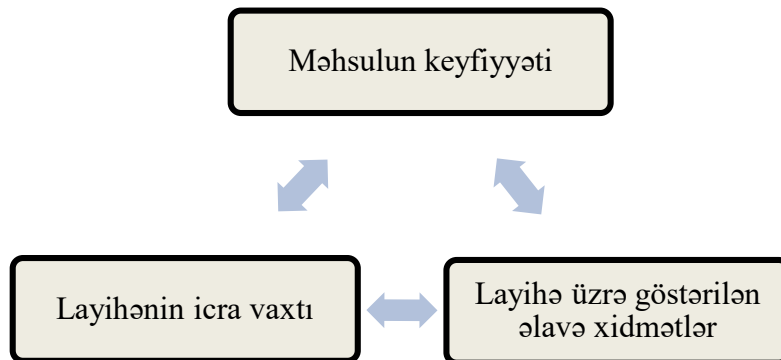 Məhsulun keyfiyyəti
Layihənin icra vaxtı
Layihə üzrə göstərilən
əlavə xidmətlər